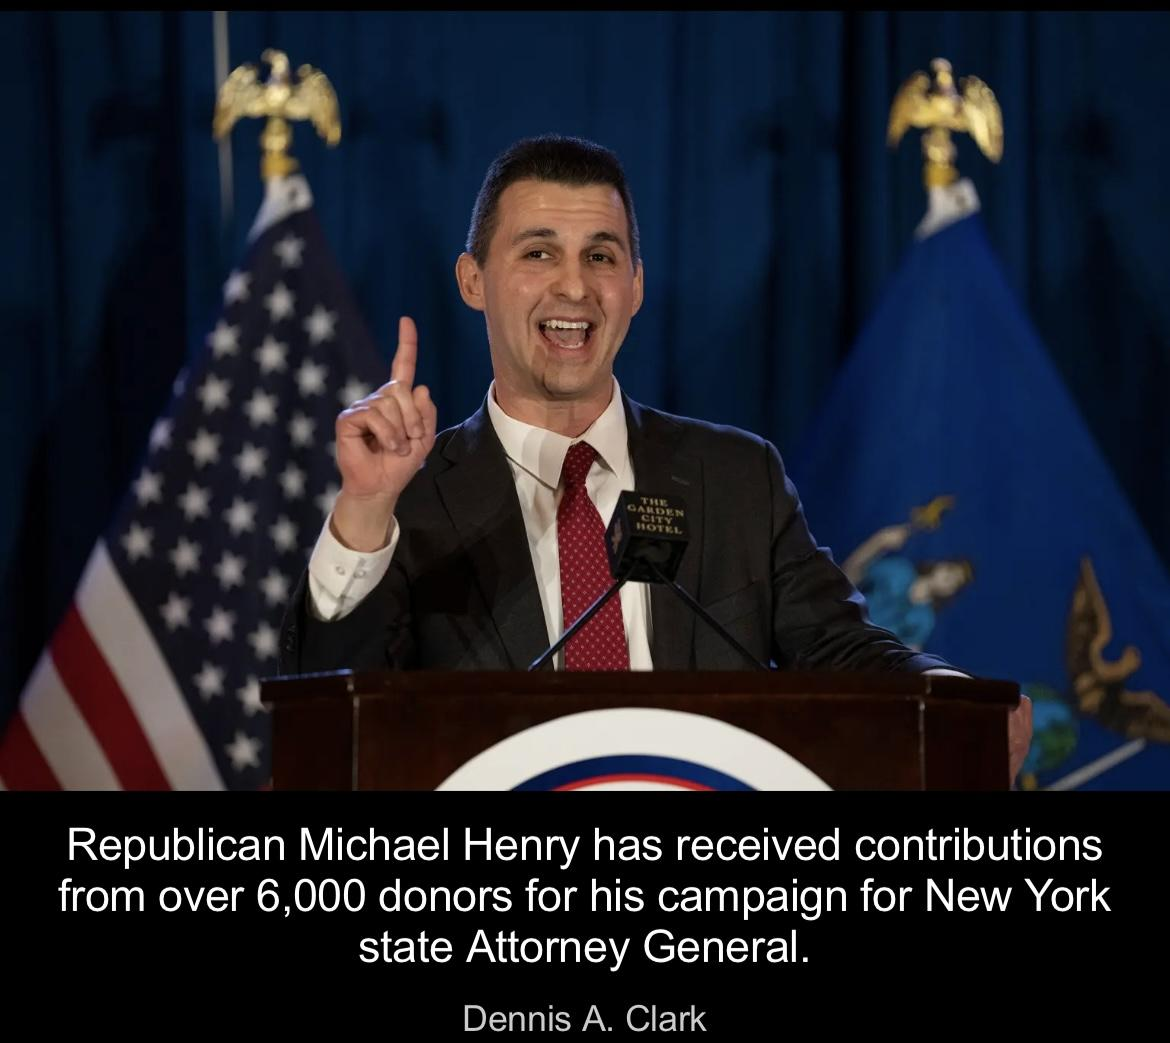 THE
GARDEN
CITY
HOTEL
Republican Michael Henry has received contributions
from over 6,000 donors for his campaign for New York
state Attorney General.
Dennis A. Clark